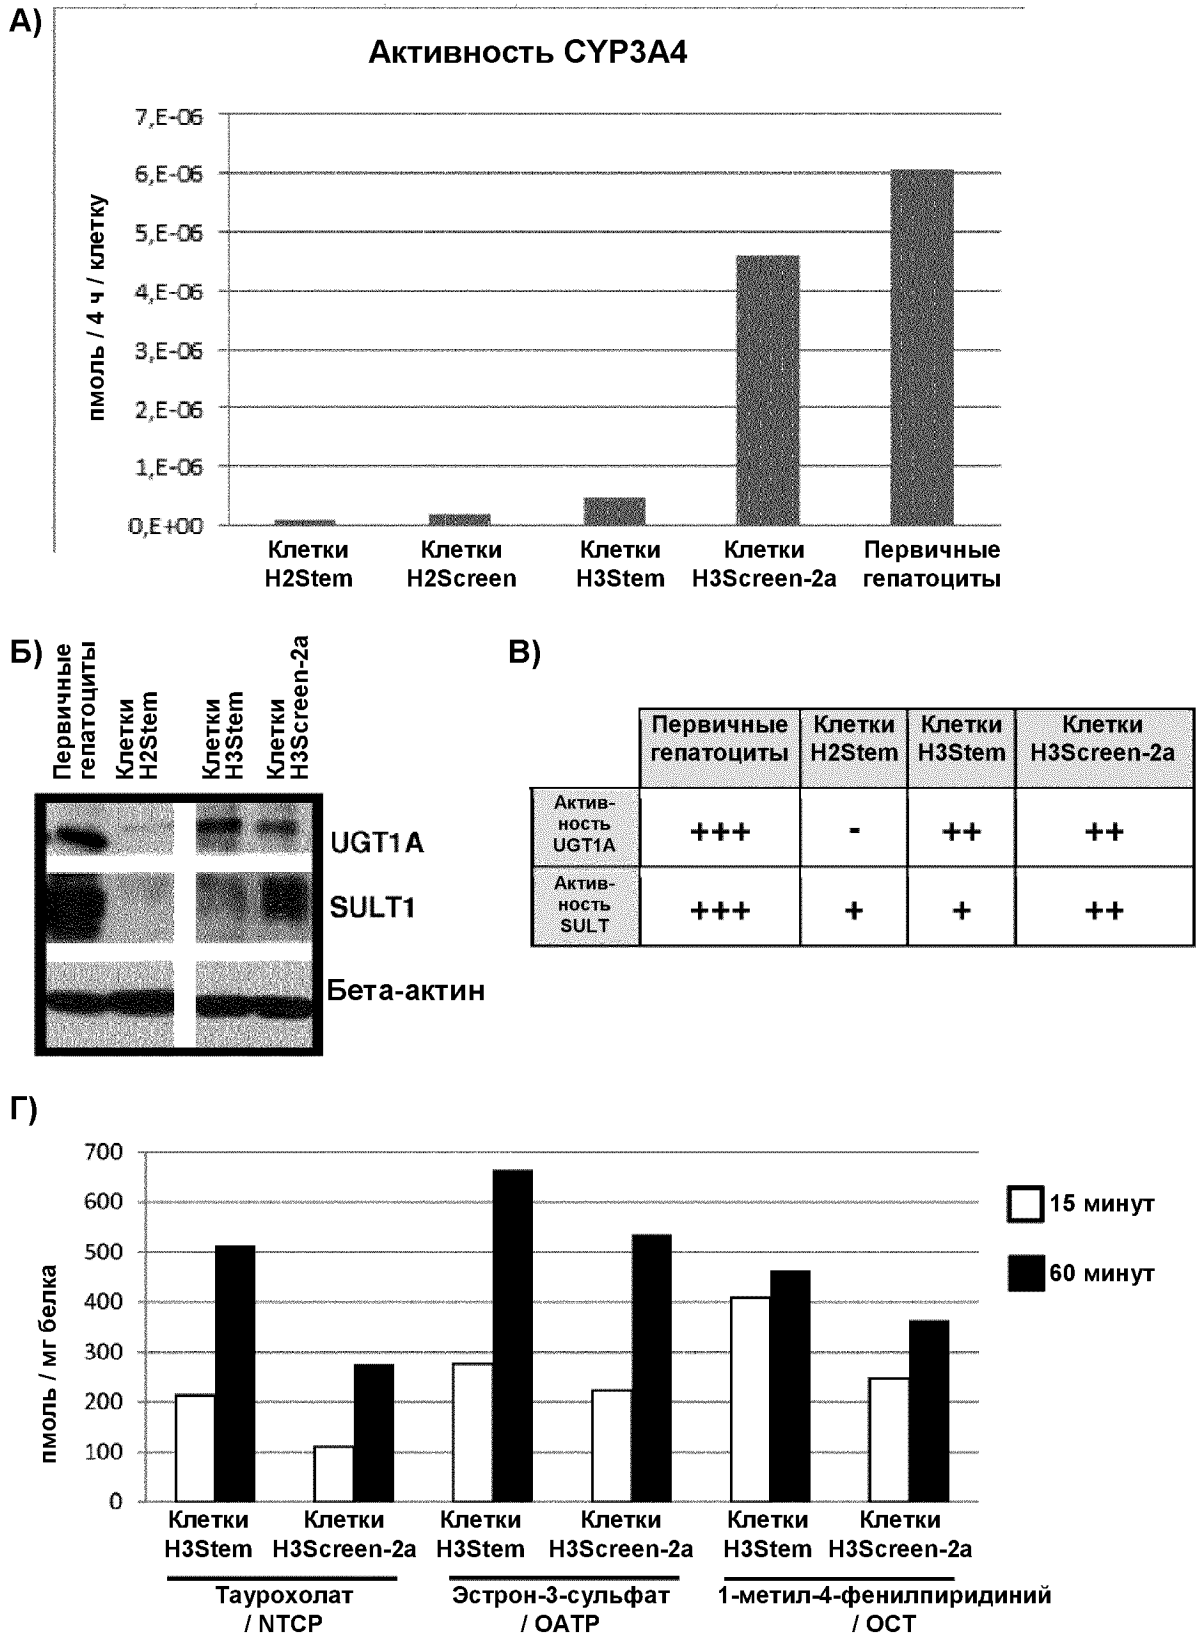 А)
Активность CYP3A4
пмоль / 4 ч / клетку
7,E-06
6,E-06
5,E-06
4,E-06
3,E-06
2,E-06
1,E-06
0,E+00
Клетки H2Stem
Клетки H2Screen
Клетки H3Stem
Клетки H3Screen-2a
Первичные гепатоциты
Б)
Первичные гепатоциты
Клетки H2Stem
Клетки H3Stem
Клетки H3Screen-2a
UGT1A
SULT1
Бета-актин
В)
Первичные гепатоциты
Клетки H2Stem
Клетки H3Stem
Клетки H3Screen-2a
Актив-
ность
UGT1A
+++ - ++ ++
Актив-
ность
SULT
+++ + + ++
Г)
пмоль / мг белка
700
600
500
400
300
200
100
0
15 минут
60 минут
Клетки H3Stem
Клетки H3Screen-2a
Клетки H3Stem
Клетки H3Screen-2a
Клетки H3Stem
Клетки H3Screen-2a
Таурохолат
/ NTCP
Эстрон-3-сульфат
/ OATP
1-метил-4-фенилпиридиний
/ OCT